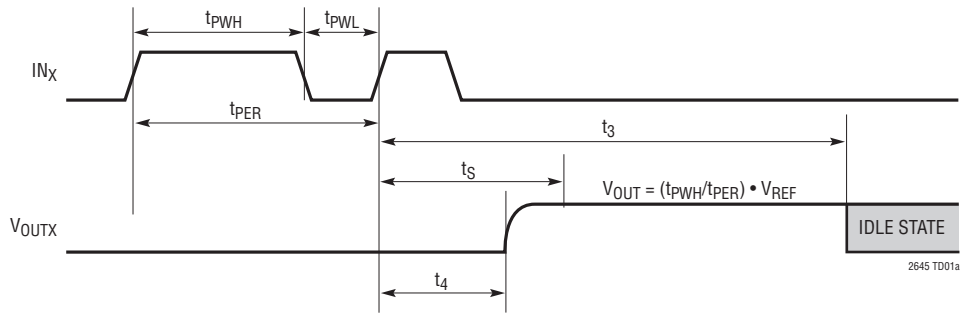 tPWH
tPWL
INX
tPER
t3
tS
VOUT = (tPWH/tPER) • VREF
VOUTX
IDLE STATE
2645 TD01a
t4